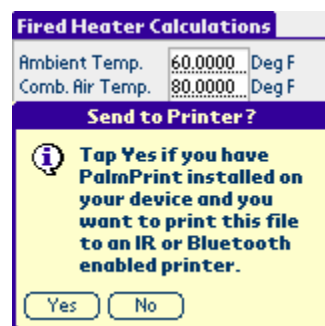 Fired Heater Calculations
Ambient Temp. 60.0000 Deg F
Comb. Air Temp. 80.0000 Deg F
Send to Printer?
Tap Yes if you have
PalmPrint installed on
your device and you
want to print this file
to an IR or Bluetooth
enabled printer.
Yes No